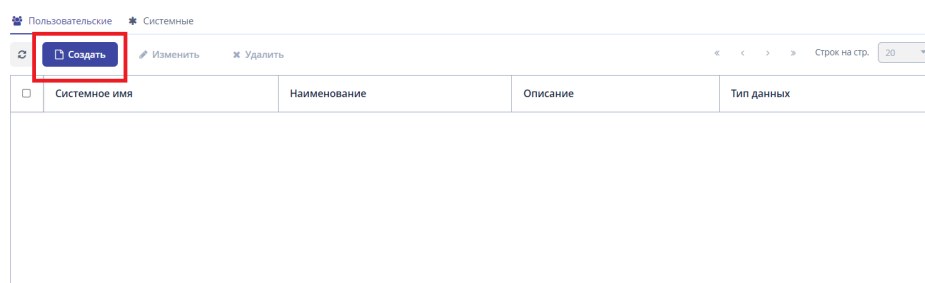 Пользовательские Системные
Создать Изменить Удалить « ‹ › » Строк на стр. 20
Системное имя Наименование Описание Тип данных